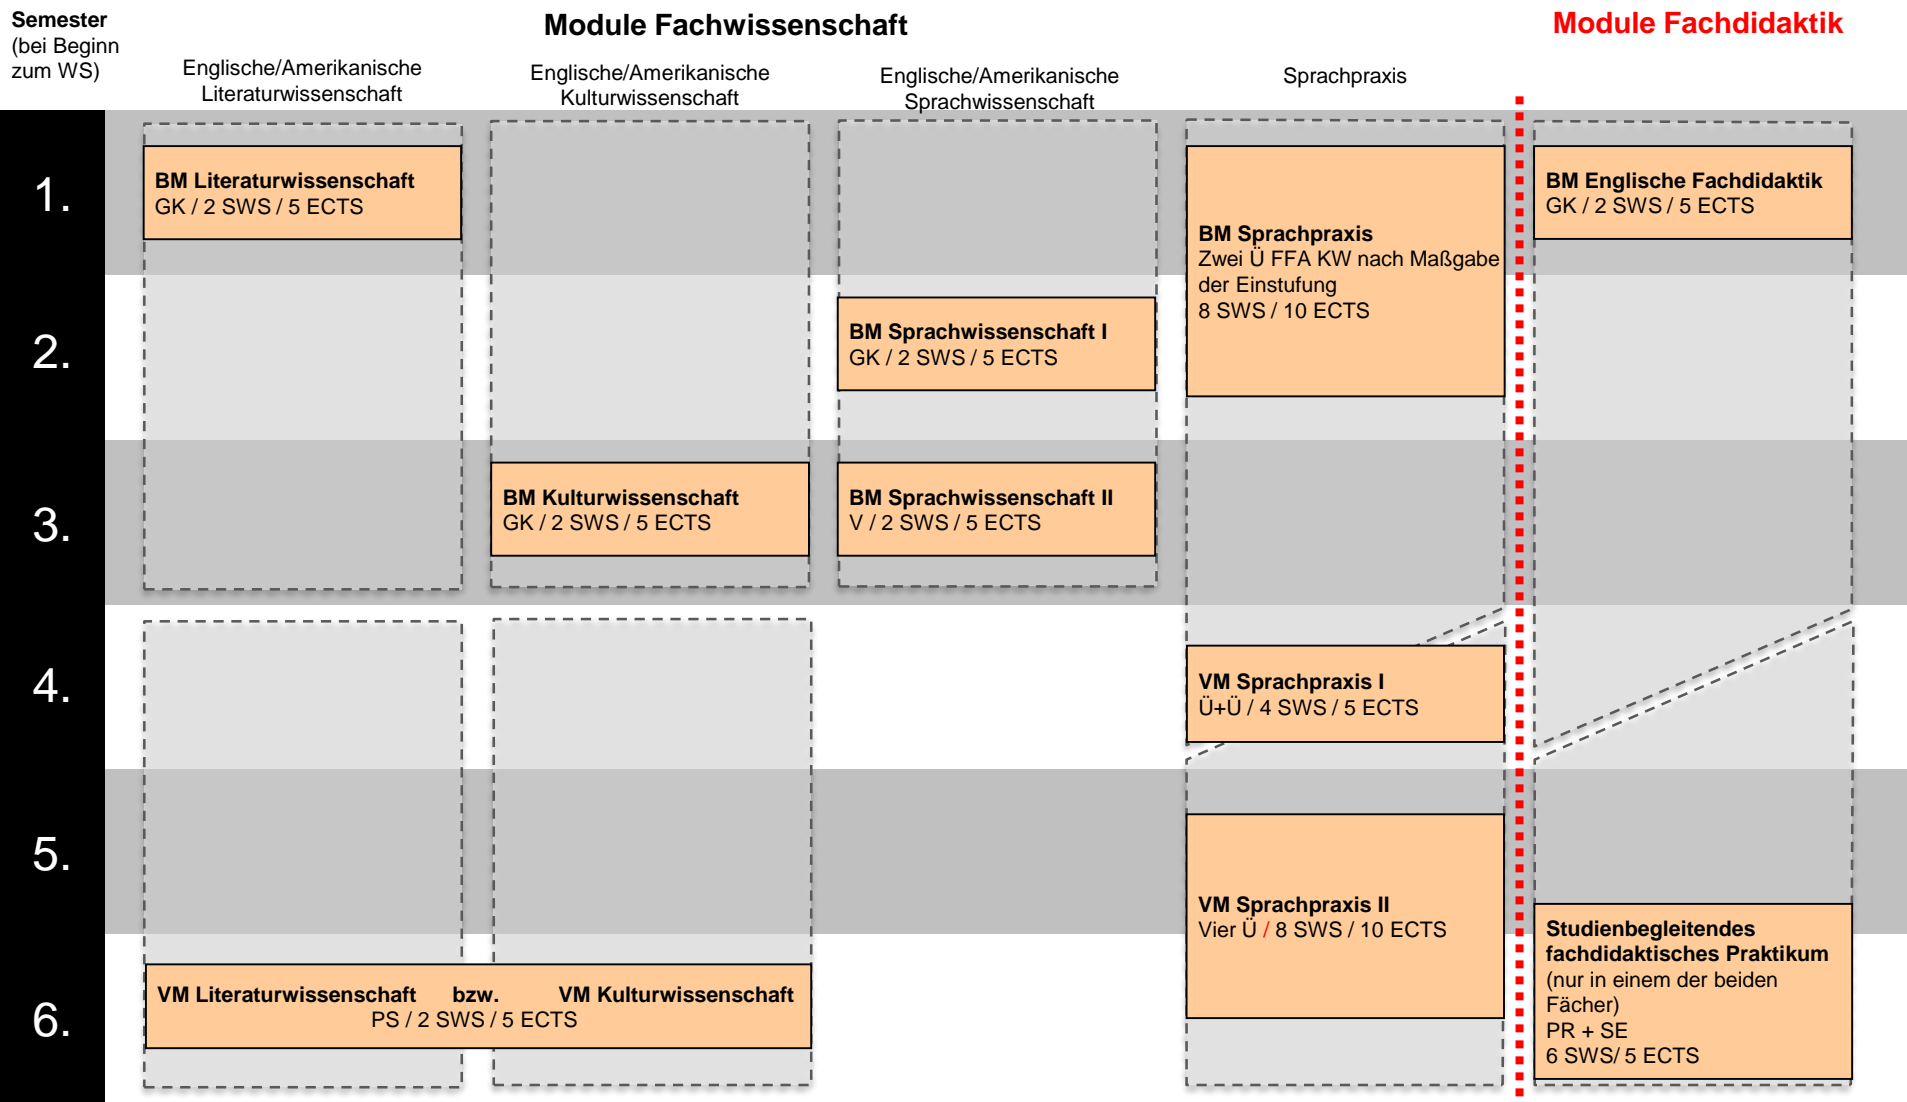 Semester
(bei Beginn
zum WS)
Module Fachwissenschaft
Module Fachdidaktik
Englische/Amerikanische
Literaturwissenschaft
Englische/Amerikanische
Kulturwissenschaft
Englische/Amerikanische
Sprachwissenschaft
Sprachpraxis
1.
BM Literaturwissenschaft
GK / 2 SWS / 5 ECTS
BM Sprachpraxis
Zwei Ü FFA KW nach Maßgabe
der Einstufung
8 SWS / 10 ECTS
BM Englische Fachdidaktik
GK / 2 SWS / 5 ECTS
2.
BM Sprachwissenschaft I
GK / 2 SWS / 5 ECTS
3.
BM Kulturwissenschaft
GK / 2 SWS / 5 ECTS
BM Sprachwissenschaft II
V / 2 SWS / 5 ECTS
4.
VM Sprachpraxis I
Ü+Ü / 4 SWS / 5 ECTS
5.
VM Sprachpraxis II
Vier Ü / 8 SWS / 10 ECTS
Studienbegleitendes
fachdidaktisches Praktikum
(nur in einem der beiden
Fächer)
PR + SE
6 SWS/ 5 ECTS
6.
VM Literaturwissenschaft bzw. VM Kulturwissenschaft
PS / 2 SWS / 5 ECTS